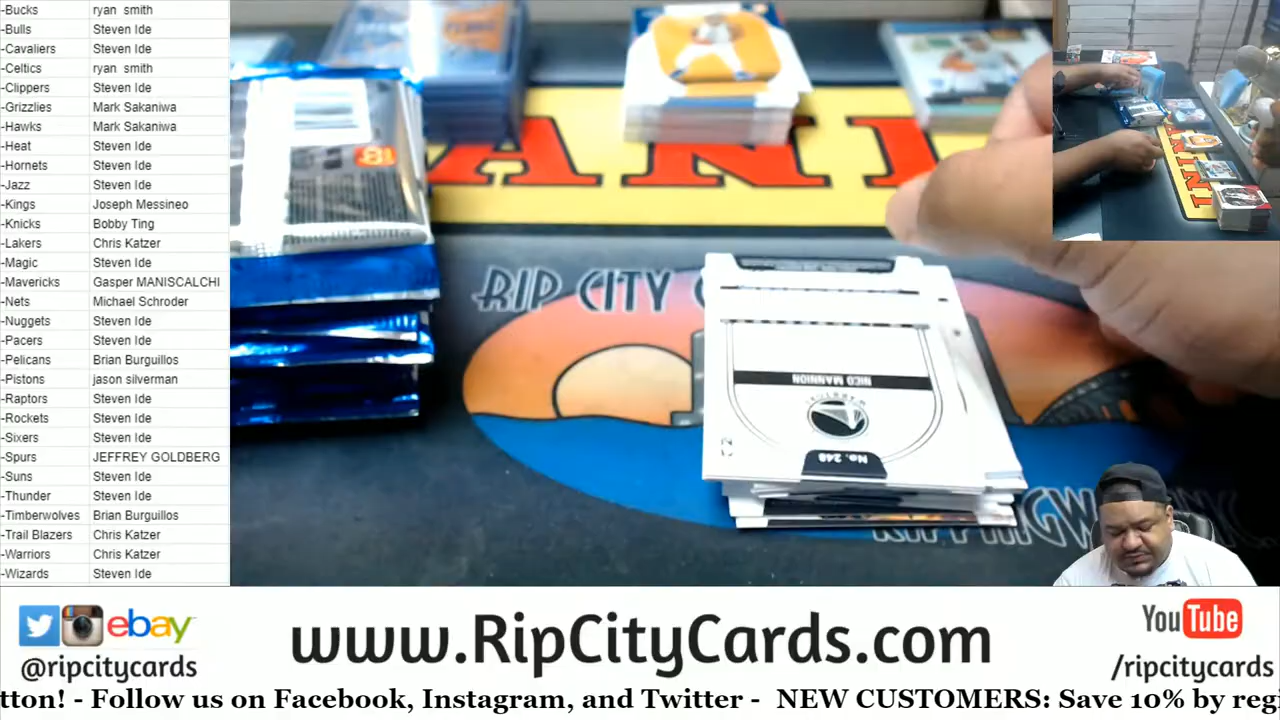 -Bucks ryan smith
-Bulls Steven Ide
-Cavaliers Steven Ide
-Celtics ryan smith
-Clippers Steven Ide
-Grizzlies Mark Sakaniwa
-Hawks Mark Sakaniwa
-Heat Steven Ide
-Hornets Steven Ide
-Jazz Steven Ide
-Kings Joseph Messineo
-Knicks Bobby Ting
-Lakers Chris Katzer
-Magic Steven Ide
-Mavericks Gasper MANISCALCHI
-Nets Michael Schroder
-Nuggets Steven Ide
-Pacers Steven Ide
-Pelicans Brian Burguillos
-Pistons jason silverman
-Raptors Steven Ide
-Rockets Steven Ide
-Sixers Steven Ide
-Spurs JEFFREY GOLDBERG
-Suns Steven Ide
-Thunder Steven Ide
-Timberwolves Brian Burguillos
-Trail Blazers Chris Katzer
-Warriors Chris Katzer
-Wizards Steven Ide
ANI
RIP CITY
NICO MANNION
No. 248
ebay
@ripcitycards
www.RipCityCards.com
YouTube
/ripcitycards
tton! - Follow us on Facebook, Instagram, and Twitter - NEW CUSTOMERS: Save 10% by regi